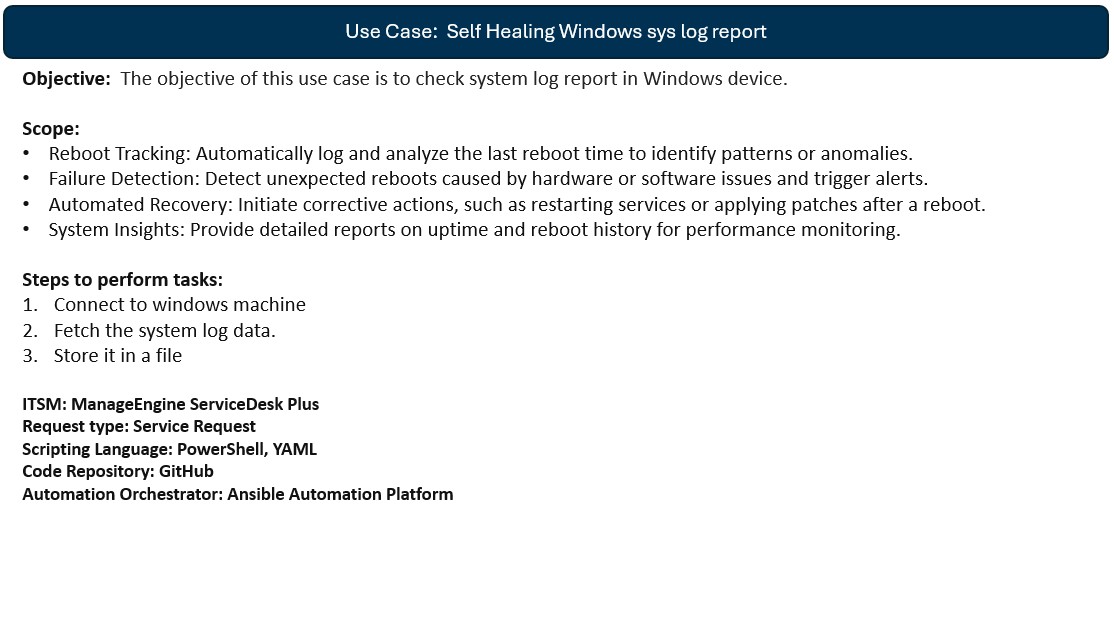 Use Case: Self Healing Windows sys log report
Objective: The objective of this use case is to check system log report in Windows device.
Scope:
• Reboot Tracking: Automatically log and analyze the last reboot time to identify patterns or anomalies.
• Failure Detection: Detect unexpected reboots caused by hardware or software issues and trigger alerts.
• Automated Recovery: Initiate corrective actions, such as restarting services or applying patches after a reboot.
• System Insights: Provide detailed reports on uptime and reboot history for performance monitoring.
Steps to perform tasks:
1. Connect to windows machine
2. Fetch the system log data.
3. Store it in a file
ITSM: ManageEngine ServiceDesk Plus
Request type: Service Request
Scripting Language: PowerShell, YAML
Code Repository: GitHub
Automation Orchestrator: Ansible Automation Platform